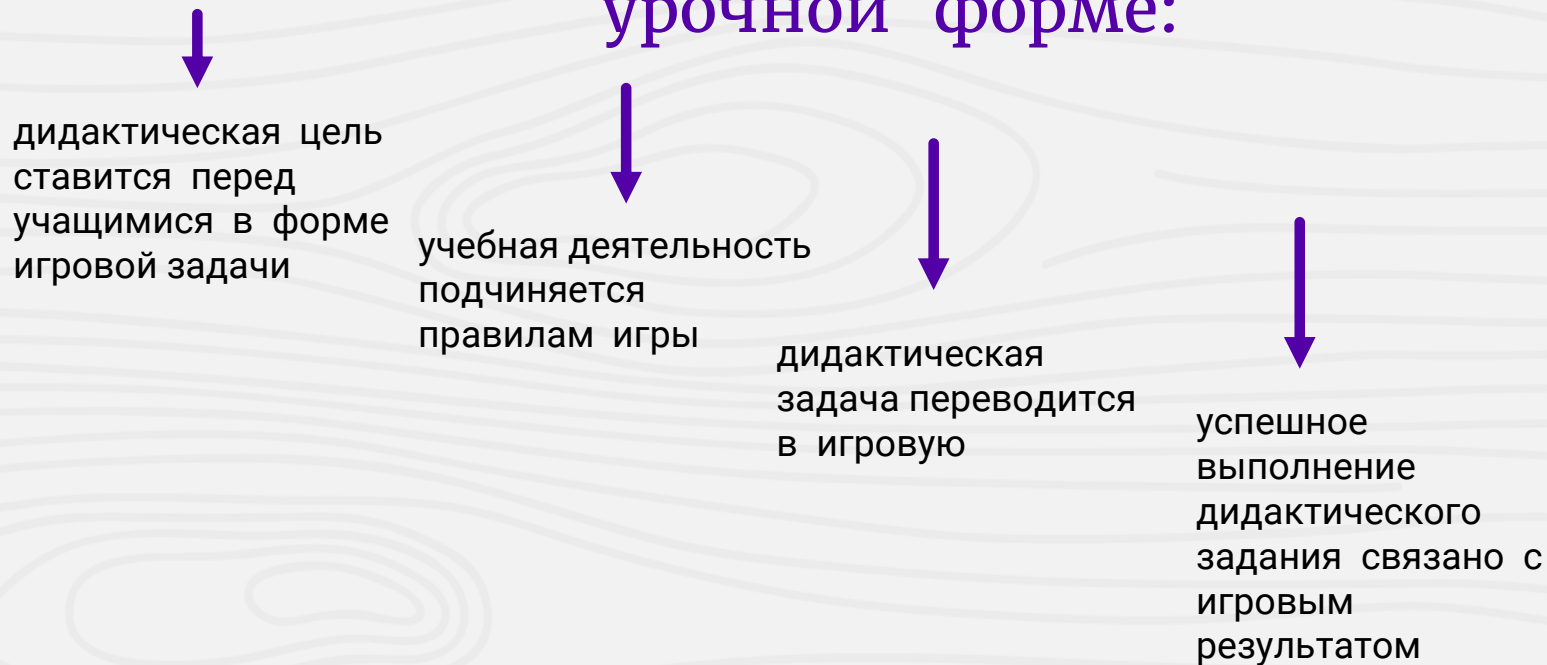 урочной форме:
дидактическая цель
ставится перед
учащимися в форме
игровой задачи
учебная деятельность
подчиняется
правилам игры
дидактическая
задача переводится
в игровую
успешное
выполнение
дидактического
задания связано с
игровым
результатом